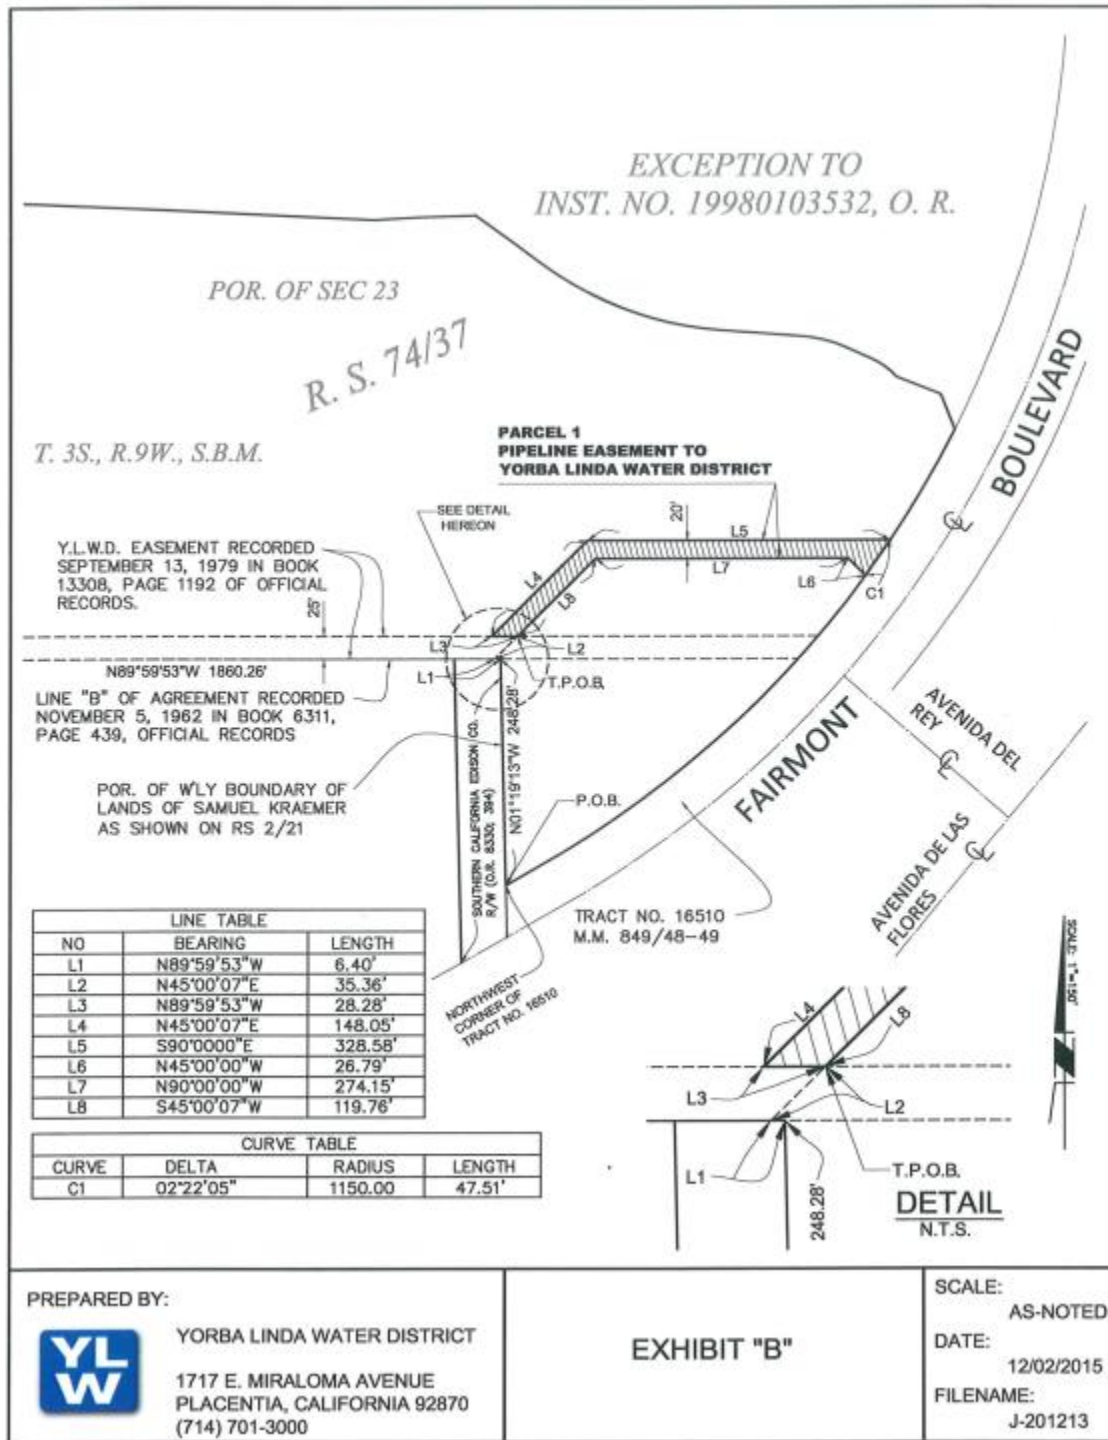 EXCEPTION TO
INST. NO. 19980103532, O. R.
POR. OF SEC 23
R. S. 74/37
T. 3S., R.9W., S.B.M.
PARCEL 1
PIPELINE EASEMENT TO
YORBA LINDA WATER DISTRICT
SEE DETAIL
HEREON
Y.L.W.D. EASEMENT RECORDED
SEPTEMBER 13, 1979 IN BOOK
13308, PAGE 1192 OF OFFICIAL
RECORDS.
25'
20'
L5
L7
L4
L8
L6
C1
L3
L2
L1
T.P.O.B.
N89°59'53"W 1860.26'
LINE "B" OF AGREEMENT RECORDED
NOVEMBER 5, 1962 IN BOOK 6311,
PAGE 439, OFFICIAL RECORDS
POR. OF W'LY BOUNDARY OF
LANDS OF SAMUEL KRAEMER
AS SHOWN ON RS 2/21
SOUTHERN CALIFORNIA EDISON CO.
R/W (O.R. 8330, 394)
N01°19'13"W 248.28'
P.O.B.
FAIRMONT
BOULEVARD
AVENIDA DEL
REY
AVENIDA DE LAS
FLORES
TRACT NO. 16510
M.M. 849/48-49
NORTHWEST
CORNER OF
TRACT NO. 16510
SCALE: 1"=150'
LINE TABLE
NO BEARING LENGTH
L1 N89°59'53"W 6.40'
L2 N45°00'07"E 35.36'
L3 N89°59'53"W 28.28'
L4 N45°00'07"E 148.05'
L5 S90°0000"E 328.58'
L6 N45°00'00"W 26.79'
L7 N90°00'00"W 274.15'
L8 S45°00'07"W 119.76'
CURVE TABLE
CURVE DELTA RADIUS LENGTH
C1 02°22'05" 1150.00 47.51'
L4
L8
L3
L2
L1
T.P.O.B.
248.28'
DETAIL
N.T.S.
PREPARED BY:
YL
W
YORBA LINDA WATER DISTRICT
1717 E. MIRALOMA AVENUE
PLACENTIA, CALIFORNIA 92870
(714) 701-3000
EXHIBIT "B"
SCALE:
AS-NOTED
DATE:
12/02/2015
FILENAME:
J-201213